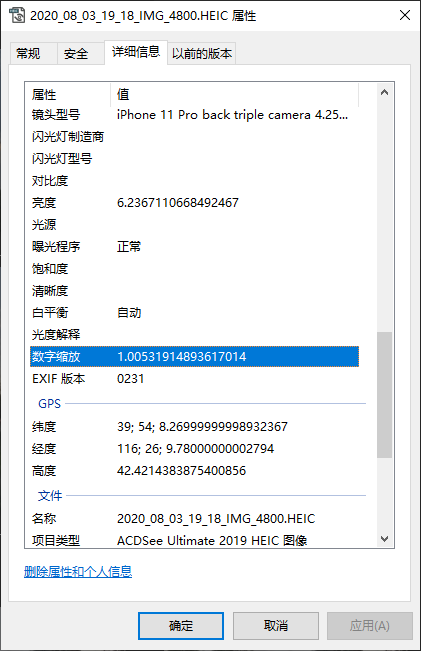 2020_08_03_19_18_IMG_4800.HEIC 属性
常规 安全 详细信息 以前的版本
属性 值
镜头型号 iPhone 11 Pro back triple camera 4.25...
闪光灯制造商
闪光灯型号
对比度
亮度 6.2367110668492467
光源
曝光程序 正常
饱和度
清晰度
白平衡 自动
光度解释
数字缩放 1.00531914893617014
EXIF 版本 0231
GPS
纬度 39; 54; 8.26999999998932367
经度 116; 26; 9.78000000002794
高度 42.4214383875400856
文件
名称 2020_08_03_19_18_IMG_4800.HEIC
项目类型 ACDSee Ultimate 2019 HEIC 图像
删除属性和个人信息
确定 取消 应用(A)